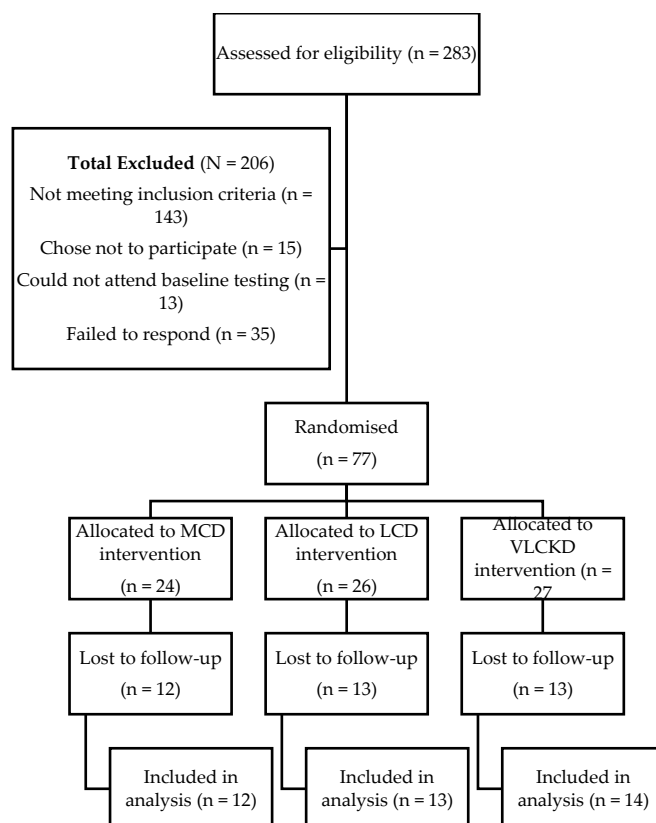 Assessed for eligibility (n = 283)
Total Excluded (N = 206)
Not meeting inclusion criteria (n =
143)
Chose not to participate (n = 15)
Could not attend baseline testing (n =
13)
Failed to respond (n = 35)
Randomised
(n = 77)
Allocated to MCD
intervention
(n = 24)
Allocated to LCD
intervention
(n = 26)
Allocated to
VLCKD
intervention (n =
27
Lost to follow-up
(n = 12)
Lost to follow-up
(n = 13)
Lost to follow-up
(n = 13)
Included in
analysis (n = 12)
Included in
analysis (n = 13)
Included in
analysis (n = 14)